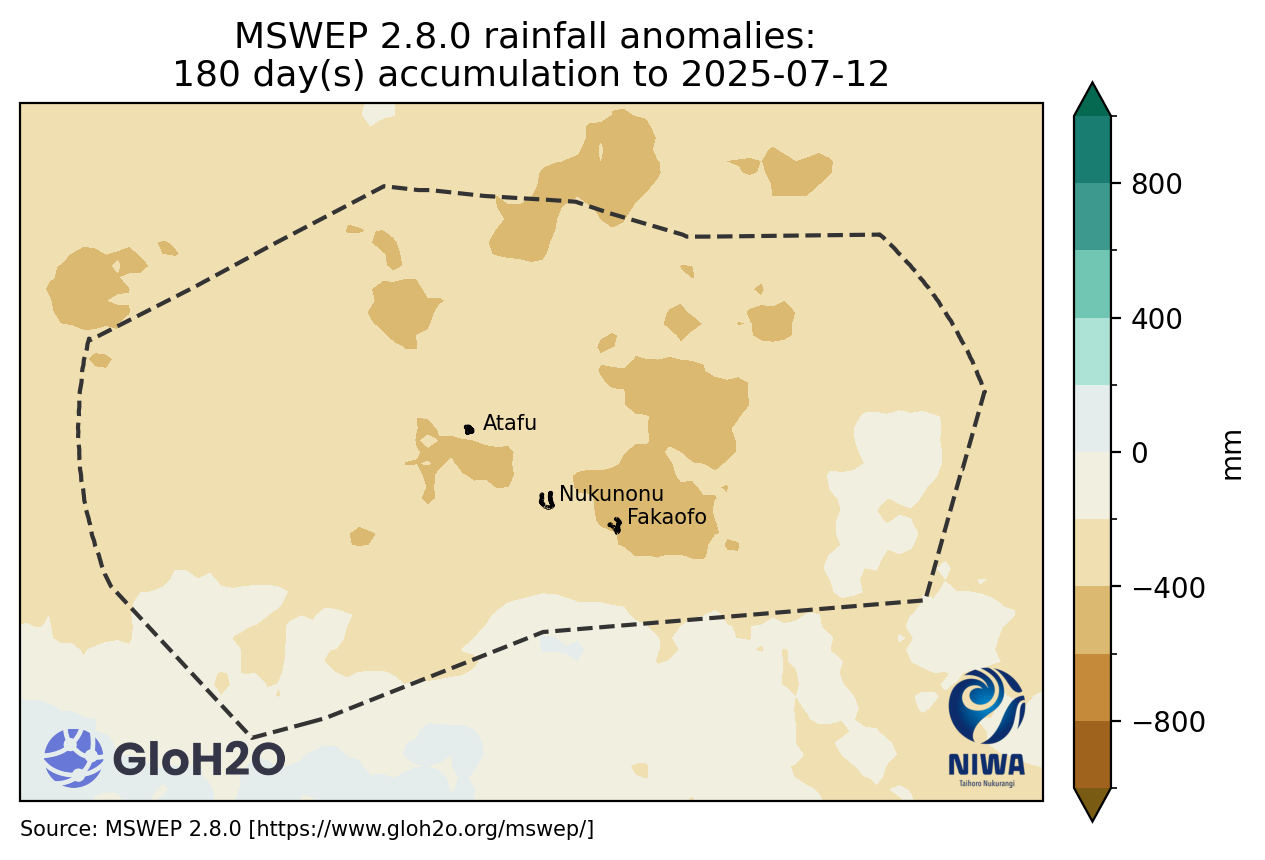 MSWEP 2.8.0 rainfall anomalies:
180 day(s) accumulation to 2025-07-12
800
400
0
−400
−800
mm
Atafu
Nukunonu
Fakaofo
GloH2O
NIWA
Taihoro Nukurangi
Source: MSWEP 2.8.0 [https://www.gloh2o.org/mswep/]